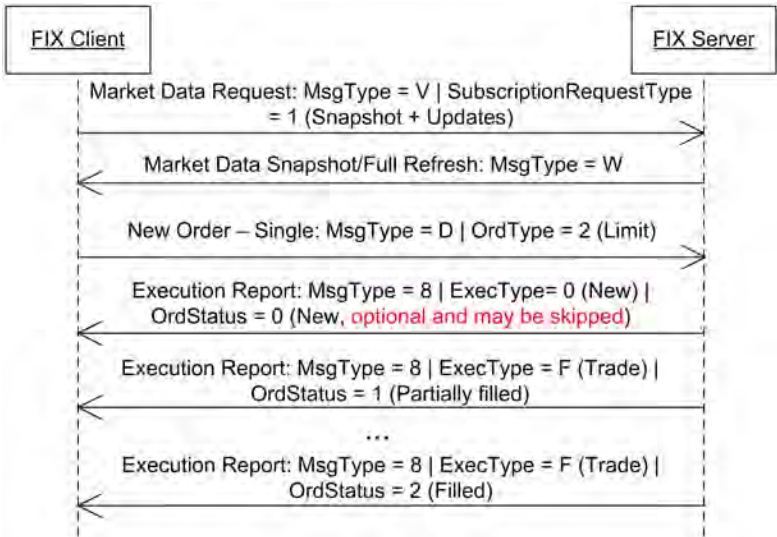 FIX Client
FIX Server
Market Data Request: MsgType = V | SubscriptionRequestType
= 1 (Snapshot + Updates)
Market Data Snapshot/Full Refresh: MsgType = W
New Order – Single: MsgType = D | OrdType = 2 (Limit)
Execution Report: MsgType = 8 | ExecType= 0 (New) |
OrdStatus = 0 (New, optional and may be skipped)
Execution Report: MsgType = 8 | ExecType = F (Trade) |
OrdStatus = 1 (Partially filled)
...
Execution Report: MsgType = 8 | ExecType = F (Trade) |
OrdStatus = 2 (Filled)